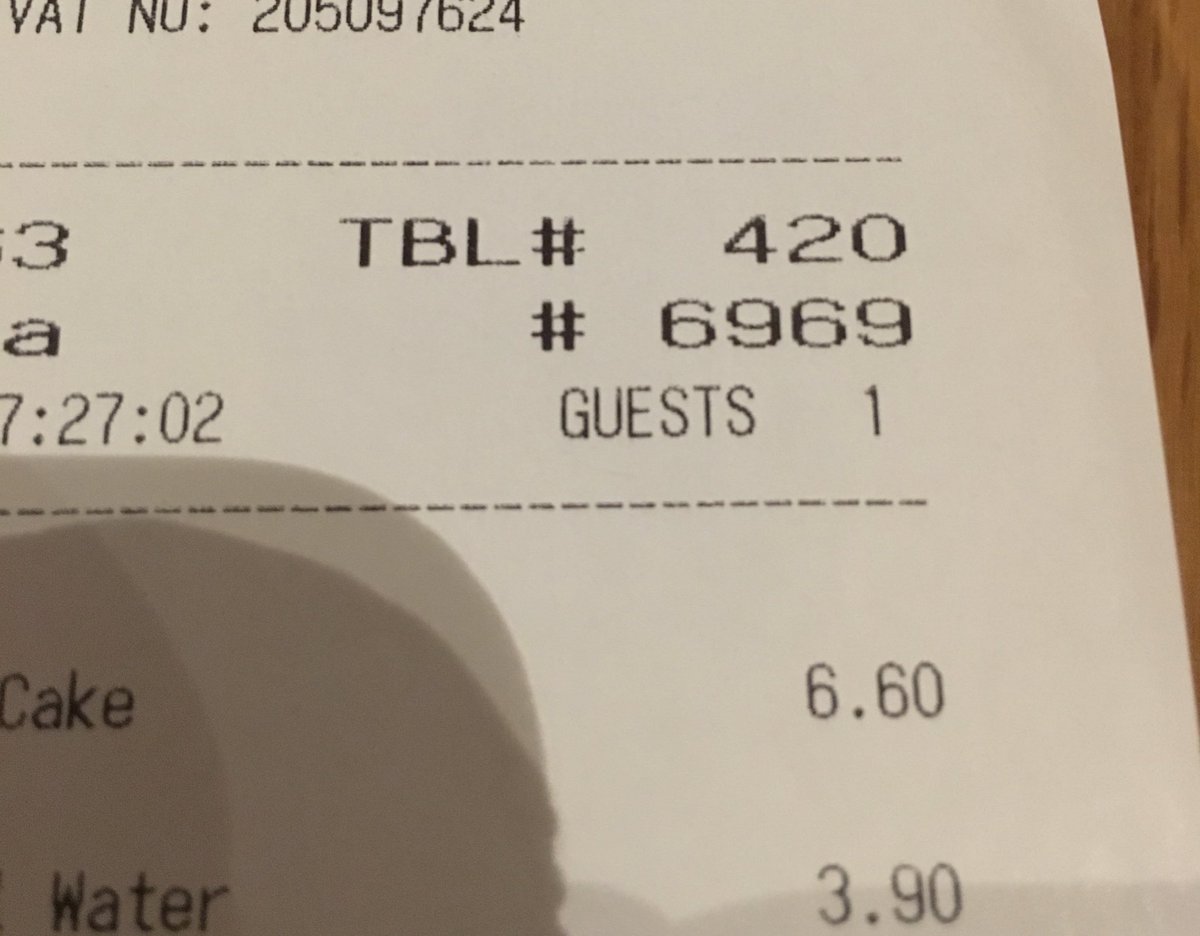 VAT NO: 205097624
3 TBL# 420
a # 6969
7:27:02 GUESTS 1
Cake 6.60
Water 3.90